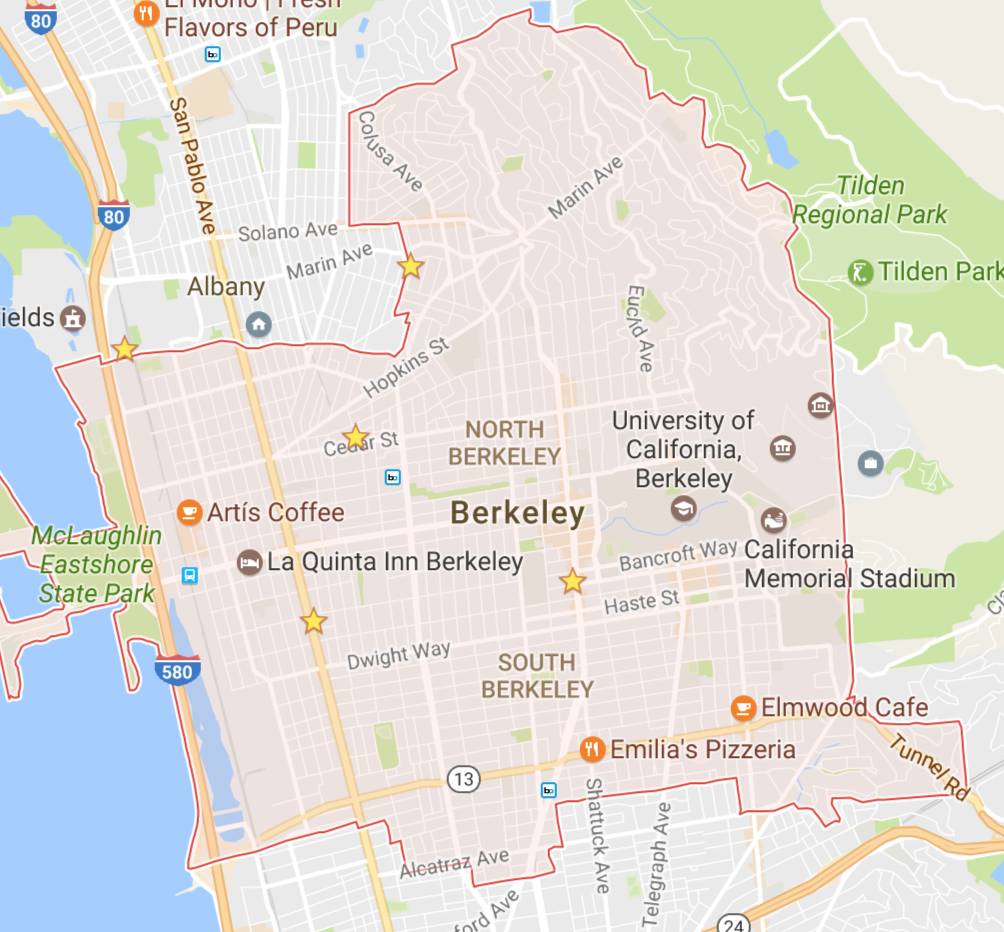 El Mono | Fresh
Flavors of Peru
80
San Pablo Ave
Colusa Ave
Marin Ave
Tilden
Regional Park
80
Solano Ave
Marin Ave
Tilden Park
Albany
ields
Euclid Ave
Hopkins St
University of
California,
Berkeley
NORTH
BERKELEY
Cedar St
Berkeley
Artís Coffee
McLaughlin
Eastshore
State Park
La Quinta Inn Berkeley
Bancroft Way
California
Memorial Stadium
Haste St
Dwight Way
580
SOUTH
BERKELEY
Elmwood Cafe
Emilia's Pizzeria
Tunnel Rd
13
Shattuck Ave
Telegraph Ave
Alcatraz Ave
ford Ave
24